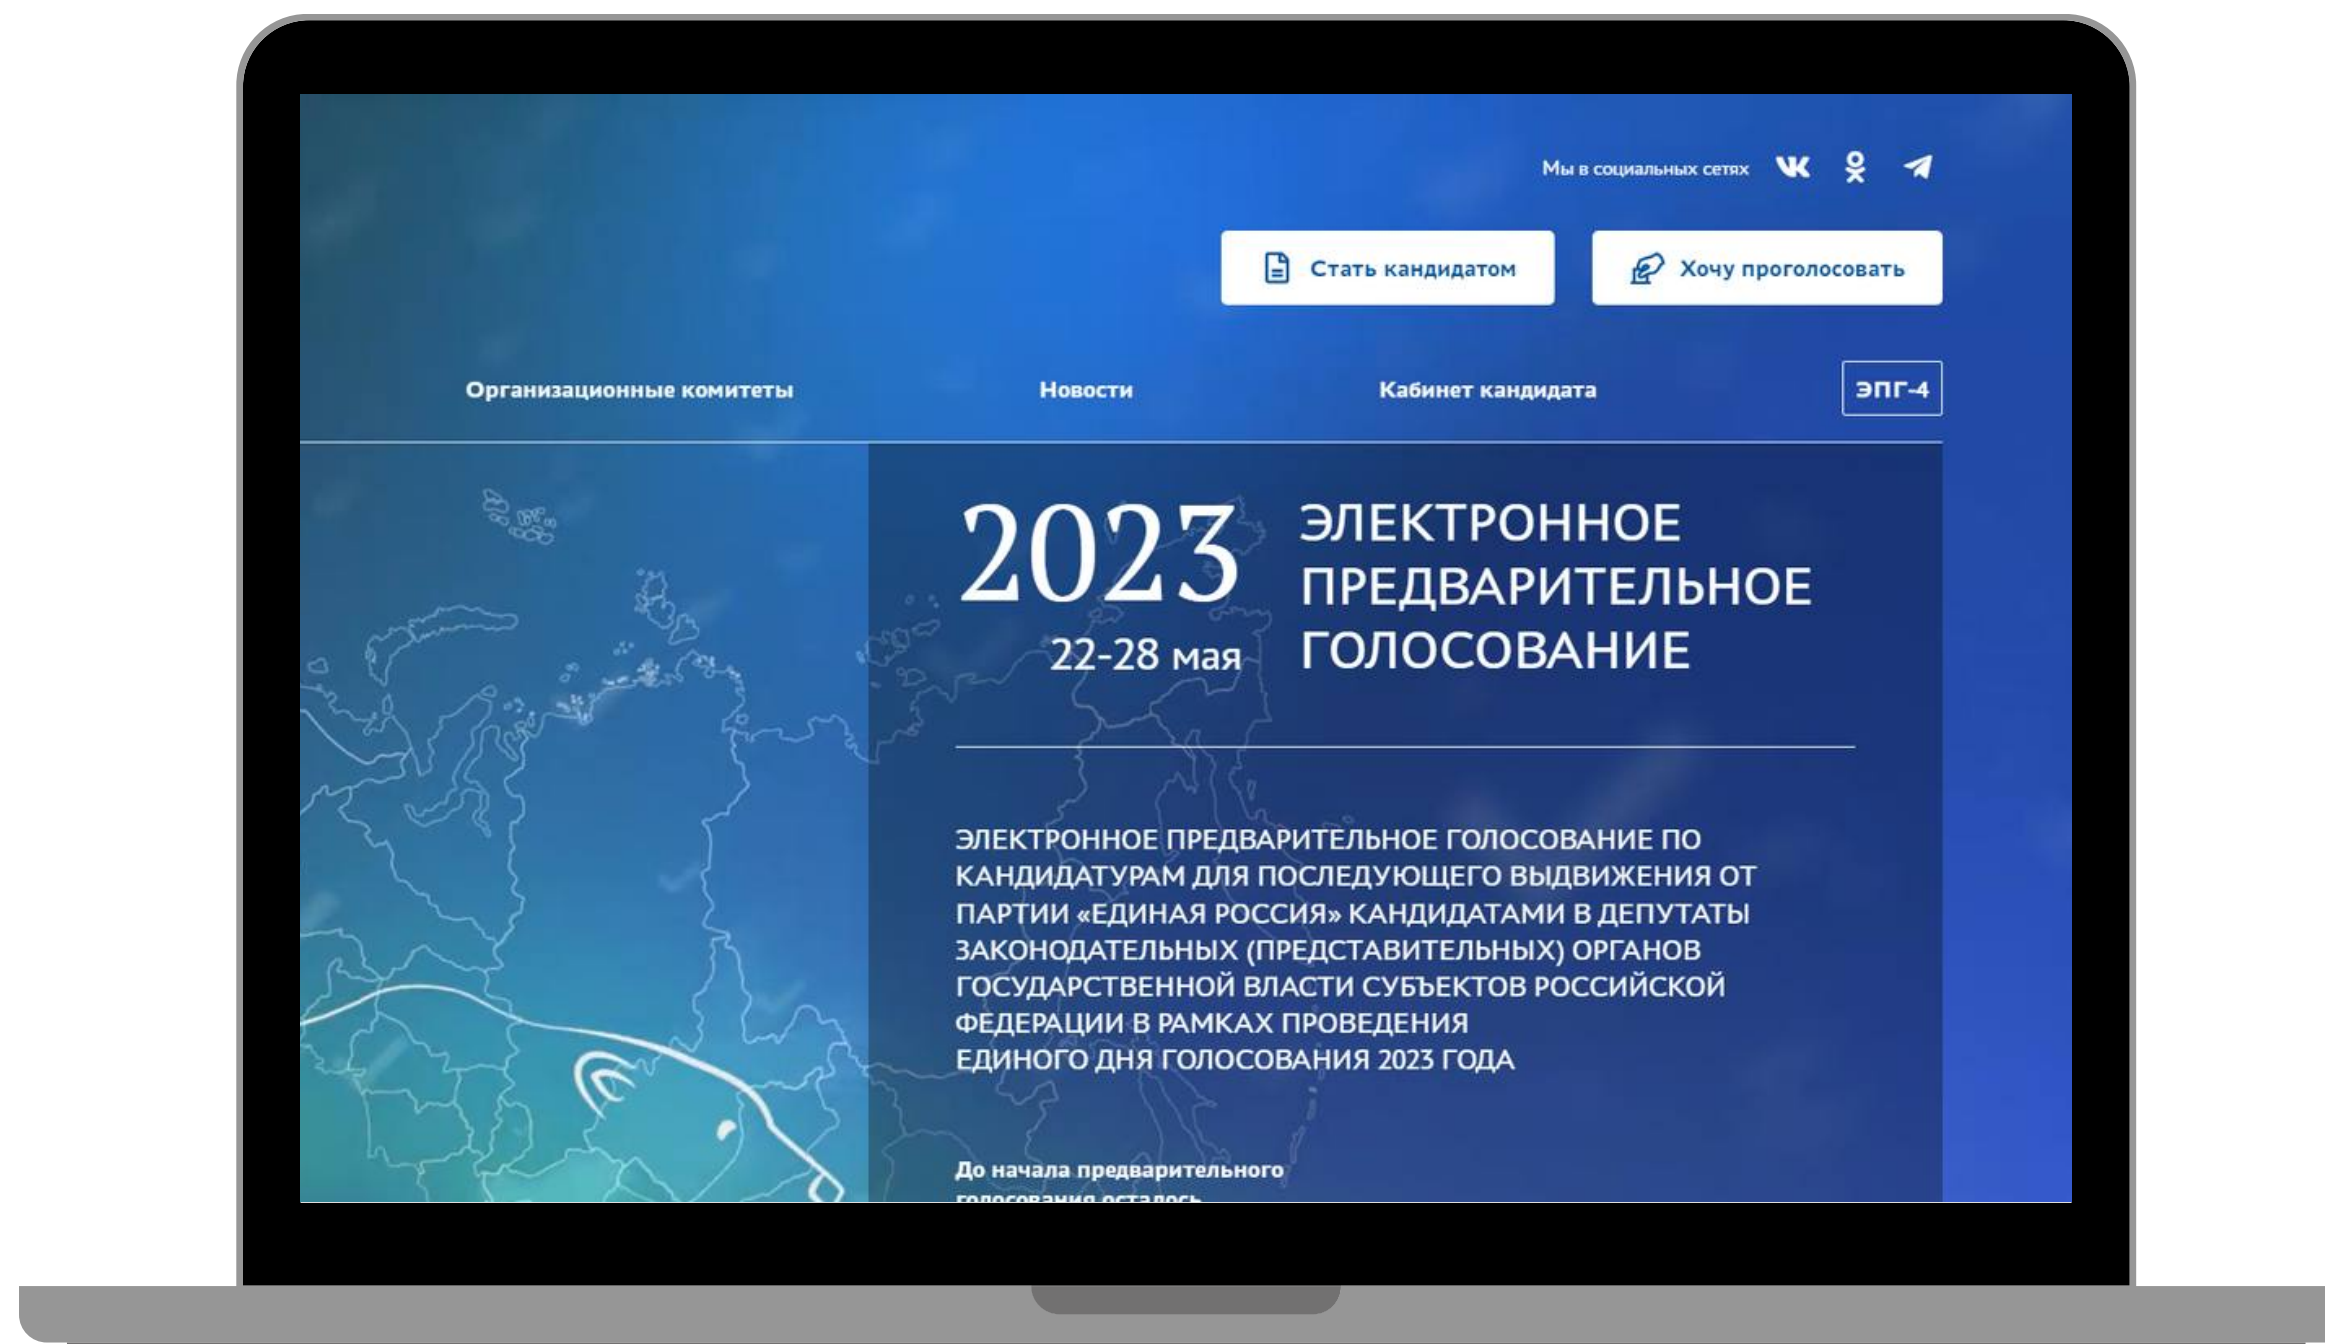 Мы в социальных сетях
Стать кандидатом
Хочу проголосовать
Организационные комитеты
Новости
Кабинет кандидата
ЭПГ-4
2023
22-28 мая
ЭЛЕКТРОННОЕ
ПРЕДВАРИТЕЛЬНОЕ
ГОЛОСОВАНИЕ
ЭЛЕКТРОННОЕ ПРЕДВАРИТЕЛЬНОЕ ГОЛОСОВАНИЕ ПО
КАНДИДАТУРАМ ДЛЯ ПОСЛЕДУЮЩЕГО ВЫДВИЖЕНИЯ ОТ
ПАРТИИ «ЕДИНАЯ РОССИЯ» КАНДИДАТАМИ В ДЕПУТАТЫ
ЗАКОНОДАТЕЛЬНЫХ (ПРЕДСТАВИТЕЛЬНЫХ) ОРГАНОВ
ГОСУДАРСТВЕННОЙ ВЛАСТИ СУБЪЕКТОВ РОССИЙСКОЙ
ФЕДЕРАЦИИ В РАМКАХ ПРОВЕДЕНИЯ
ЕДИНОГО ДНЯ ГОЛОСОВАНИЯ 2023 ГОДА
До начала предварительного
голосования осталось